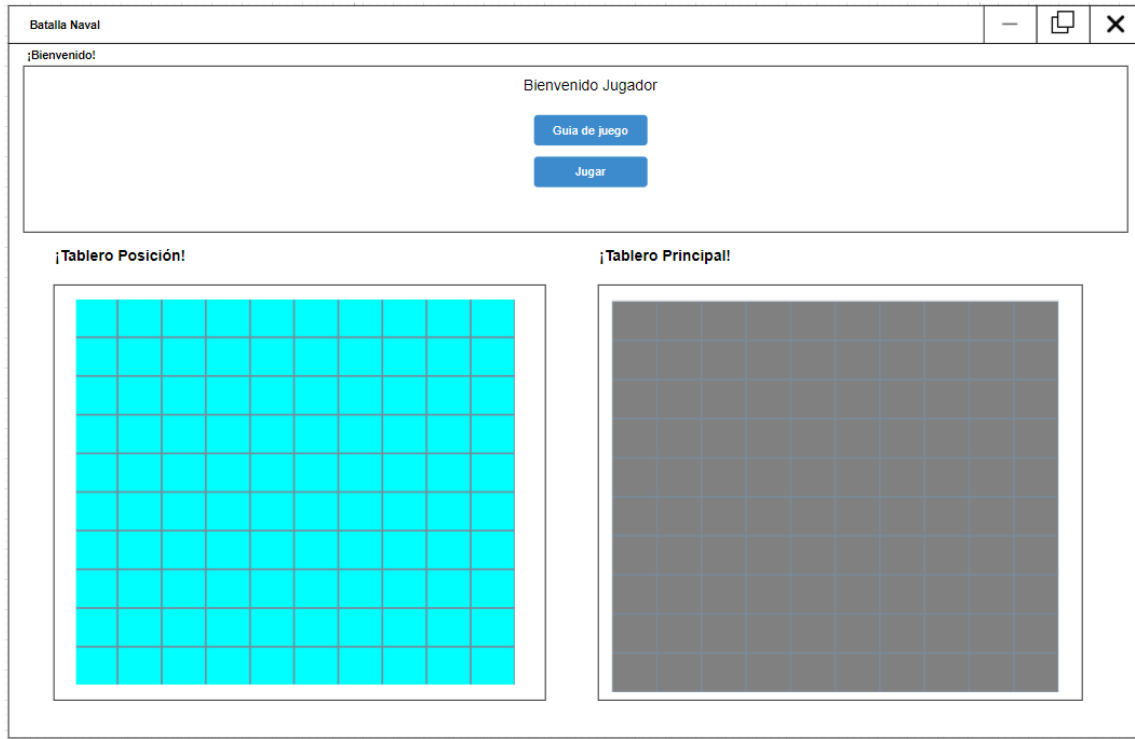 Batalla Naval
¡Bienvenido!
Bienvenido Jugador
Guia de juego
Jugar
¡Tablero Posición!
¡Tablero Principal!